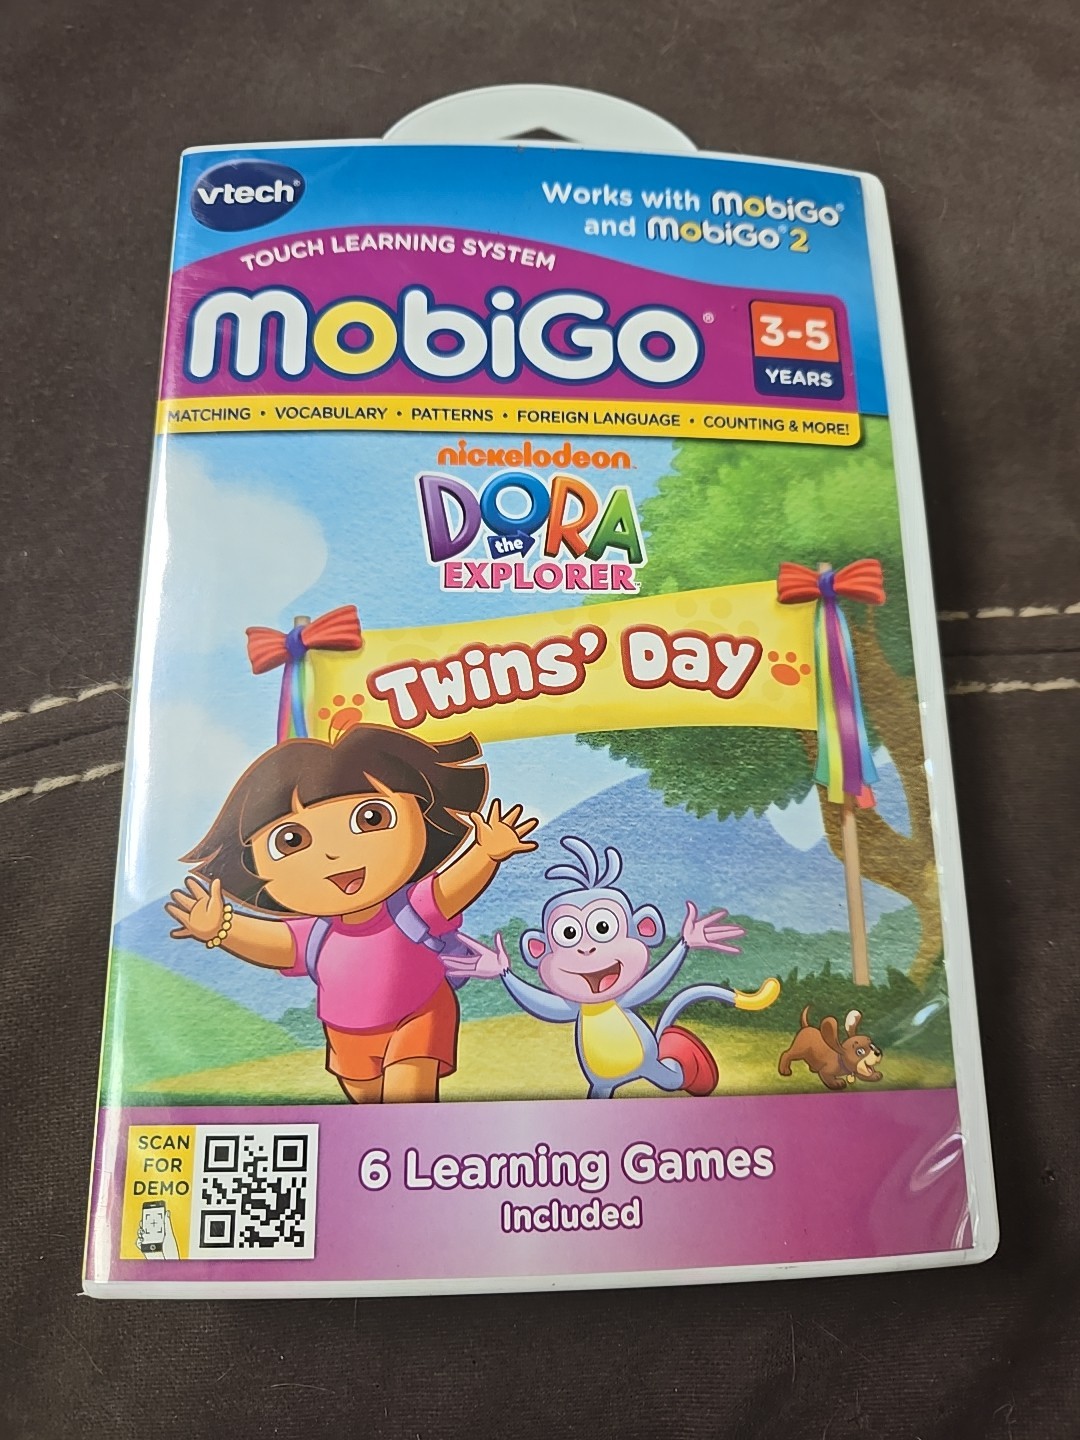 vtech®
Works with MobiGo®
and MobiGo® 2
TOUCH LEARNING SYSTEM
MobiGo®
3-5
YEARS
MATCHING • VOCABULARY • PATTERNS • FOREIGN LANGUAGE • COUNTING & MORE!
nickelodeon
DORA
the
EXPLORER™
Twins' Day
SCAN
FOR
DEMO
6 Learning Games
Included